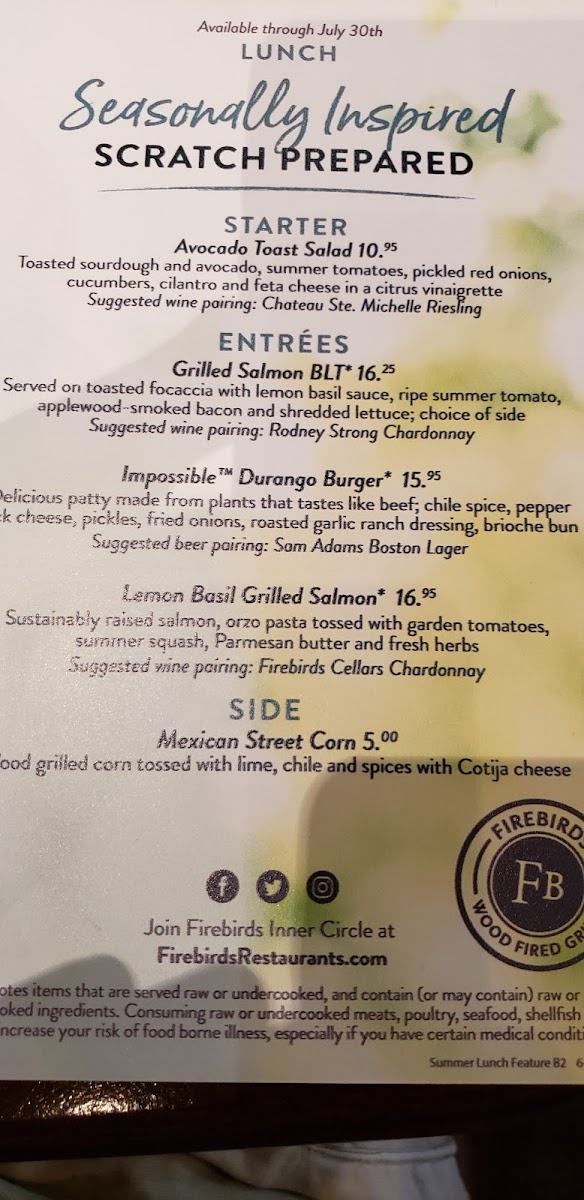 Available through July 30th
LUNCH
Seasonally Inspired
SCRATCH PREPARED
STARTER
Avocado Toast Salad 10.95
Toasted sourdough and avocado, summer tomatoes, pickled red onions,
cucumbers, cilantro and feta cheese in a citrus vinaigrette
Suggested wine pairing: Chateau Ste. Michelle Riesling
ENTRÉES
Grilled Salmon BLT* 16.25
Served on toasted focaccia with lemon basil sauce, ripe summer tomato,
applewood-smoked bacon and shredded lettuce; choice of side
Suggested wine pairing: Rodney Strong Chardonnay
Impossible™ Durango Burger* 15.95
Delicious patty made from plants that tastes like beef; chile spice, pepper
ck cheese, pickles, fried onions, roasted garlic ranch dressing, brioche bun
Suggested beer pairing: Sam Adams Boston Lager
Lemon Basil Grilled Salmon* 16.95
Sustainably raised salmon, orzo pasta tossed with garden tomatoes,
summer squash, Parmesan butter and fresh herbs
Suggested wine pairing: Firebirds Cellars Chardonnay
SIDE
Mexican Street Corn 5.00
ood grilled corn tossed with lime, chile and spices with Cotija cheese
FIREBIRDS
FB
WOOD FIRED GRI
Join Firebirds Inner Circle at
FirebirdsRestaurants.com
otes items that are served raw or undercooked, and contain (or may contain) raw or
oked ingredients. Consuming raw or undercooked meats, poultry, seafood, shellfish
ncrease your risk of food borne illness, especially if you have certain medical conditi
Summer Lunch Feature B2 6